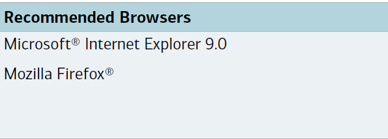 Recommended Browsers
Microsoft® Internet Explorer 9.0
Mozilla Firefox®